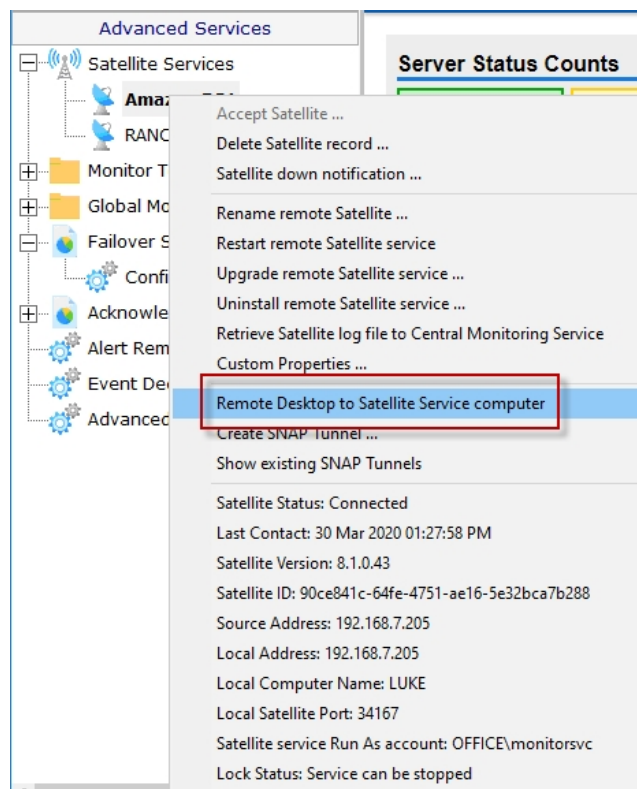 Advanced Services
Satellite Services
RANC
Monitor T
Global Mo
Failover S
Confi
Acknowle
Alert Rem
Event De
Advanced
Server Status Counts
Accept Satellite ...
Delete Satellite record ...
Satellite down notification ...
Rename remote Satellite ...
Restart remote Satellite service
Upgrade remote Satellite service ...
Uninstall remote Satellite service ...
Retrieve Satellite log file to Central Monitoring Service
Custom Properties ...
Remote Desktop to Satellite Service computer
Create SNAP Tunnel ...
Show existing SNAP Tunnels
Satellite Status: Connected
Last Contact: 30 Mar 2020 01:27:58 PM
Satellite Version: 8.1.0.43
Satellite ID: 90ce841c-64fe-4751-ae16-5e32bca7b288
Source Address: 192.168.7.205
Local Address: 192.168.7.205
Local Computer Name: LUKE
Local Satellite Port: 34167
Satellite service Run As account: OFFICE\monitorsvc
Lock Status: Service can be stopped